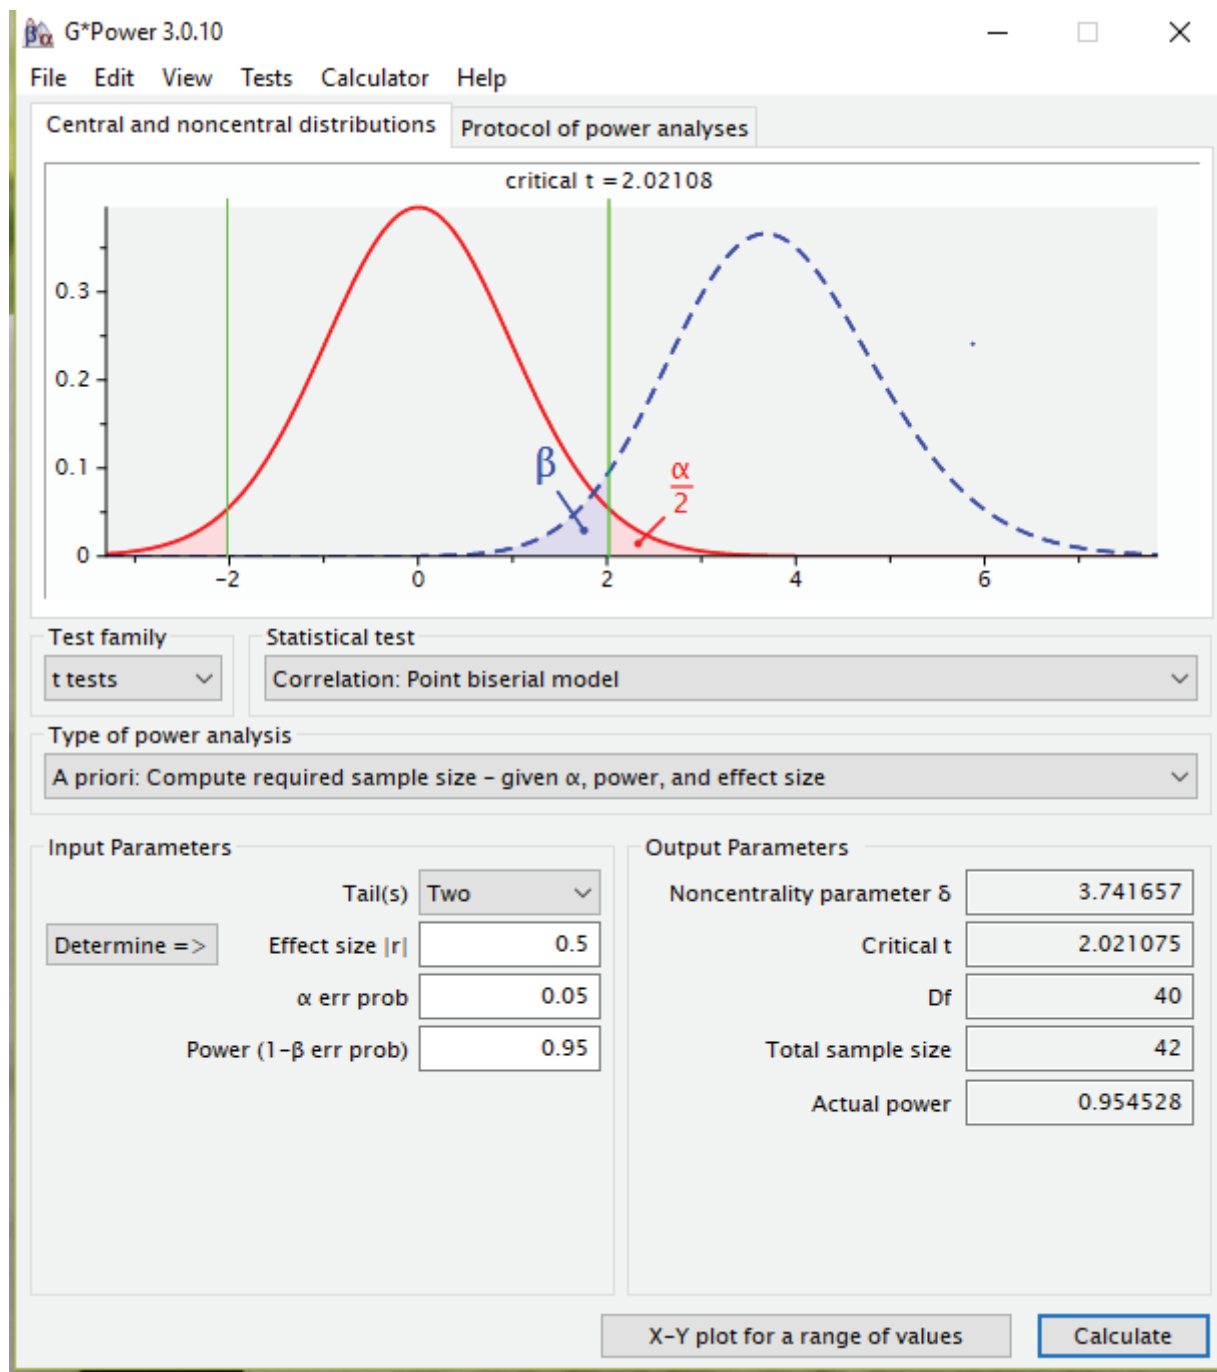 G*Power 3.0.10
File Edit View Tests Calculator Help
Central and noncentral distributions Protocol of power analyses
critical t = 2.02108
0.3
0.2
0.1
0
β
α
2
-2 0 2 4 6
Test family Statistical test
t tests Correlation: Point biserial model
Type of power analysis
A priori: Compute required sample size - given α, power, and effect size
Input Parameters Output Parameters
Tail(s) Two Noncentrality parameter δ 3.741657
Determine => Effect size |r| 0.5 Critical t 2.021075
α err prob 0.05 Df 40
Power (1-β err prob) 0.95 Total sample size 42
Actual power 0.954528
X-Y plot for a range of values Calculate